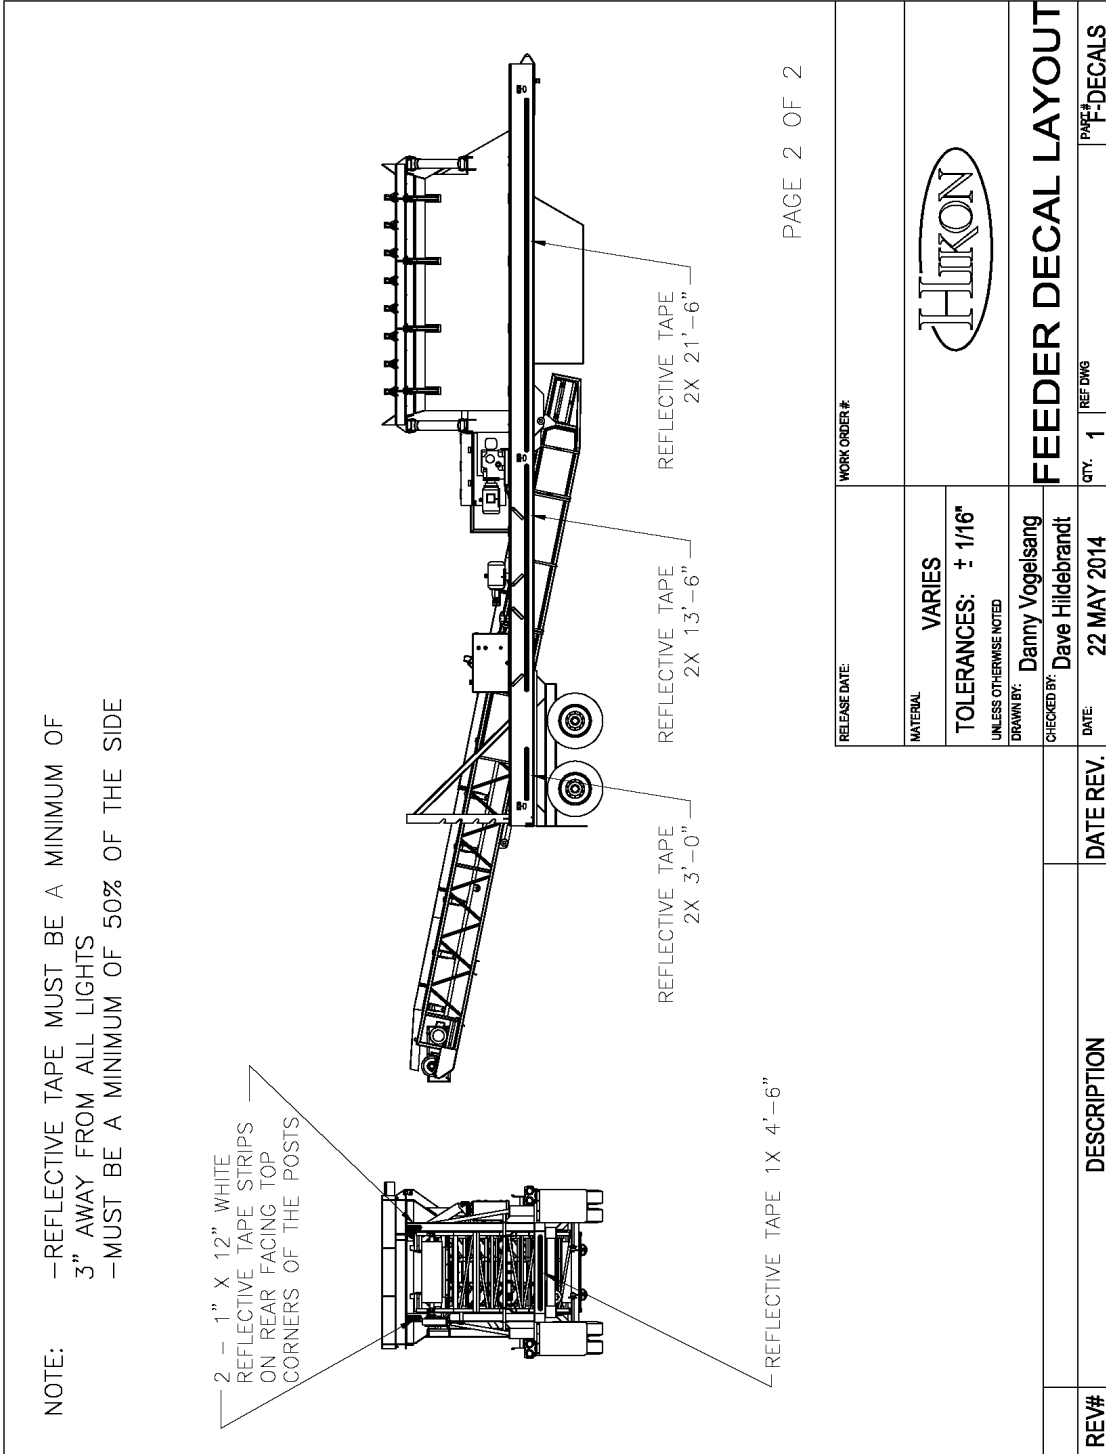 NOTE: -REFLECTIVE TAPE MUST BE A MINIMUM OF
3" AWAY FROM ALL LIGHTS
-MUST BE A MINIMUM OF 50% OF THE SIDE
2 - 1" X 12" WHITE
REFLECTIVE TAPE STRIPS
ON REAR FACING TOP
CORNERS OF THE POSTS
REFLECTIVE TAPE 1X 4'-6"
REFLECTIVE TAPE
2X 3'-0"
REFLECTIVE TAPE
2X 13'-6"
REFLECTIVE TAPE
2X 21'-6"
PAGE 2 OF 2
RELEASE DATE:
WORK ORDER #:
MATERIAL
VARIES
TOLERANCES: ± 1/16"
UNLESS OTHERWISE NOTED
HIKON
DRAWN BY: Danny Vogelsang
CHECKED BY: Dave Hildebrandt
FEEDER DECAL LAYOUT
REV#
DESCRIPTION
DATE REV.
DATE: 22 MAY 2014
QTY. 1
REF DWG
PART# F-DECALS